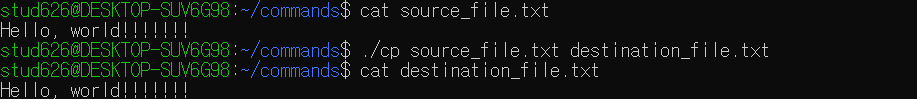 stud626@DESKTOP-SUV6G98:~/commands$ cat source_file.txt
Hello, world!!!!!!!
stud626@DESKTOP-SUV6G98:~/commands$ ./cp source_file.txt destination_file.txt
stud626@DESKTOP-SUV6G98:~/commands$ cat destination_file.txt
Hello, world!!!!!!!